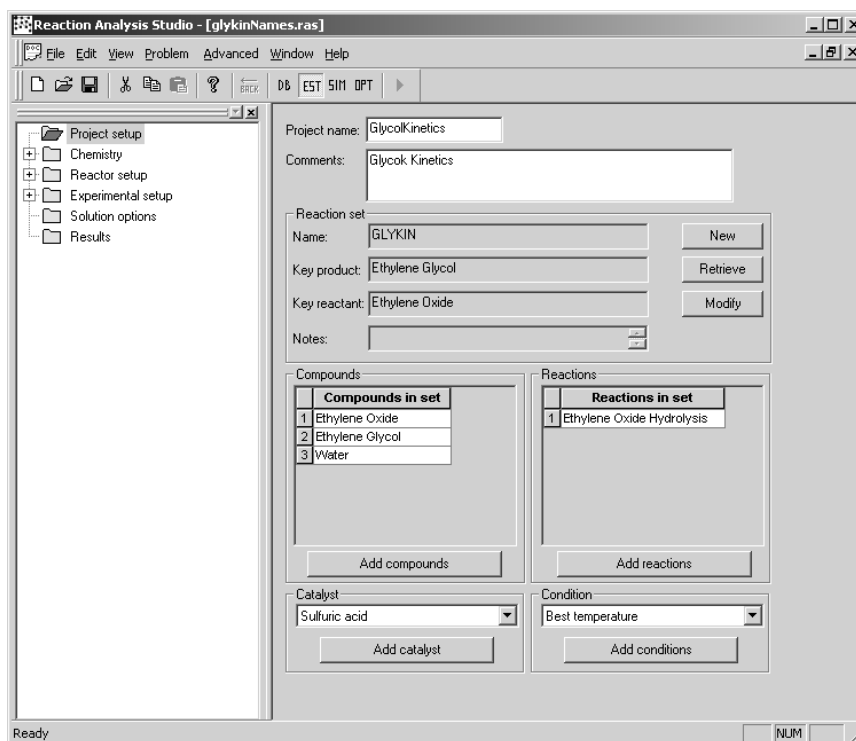 Reaction Analysis Studio - [glykinNames.ras]
DOC File Edit View Problem Advanced Window Help
BACK DB EST SIM OPT
Project setup
Chemistry
Reactor setup
Experimental setup
Solution options
Results
Project name: GlycolKinetics
Comments: Glycok Kinetics
Reaction set
Name: GLYKIN New
Key product: Ethylene Glycol Retrieve
Key reactant: Ethylene Oxide Modify
Notes:
Compounds
Compounds in set
1 Ethylene Oxide
2 Ethylene Glycol
3 Water
Add compounds
Reactions
Reactions in set
1 Ethylene Oxide Hydrolysis
Add reactions
Catalyst
Sulfuric acid
Add catalyst
Condition
Best temperature
Add conditions
Ready NUM